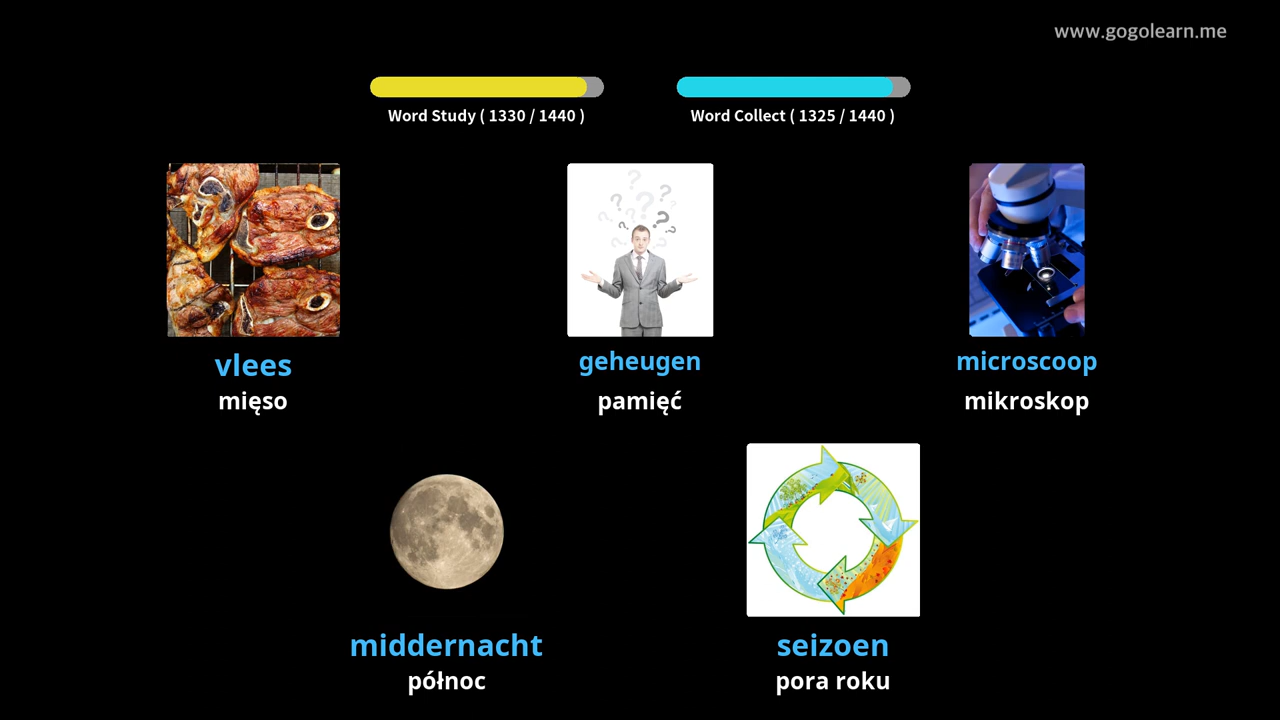 www.gogolearn.me
Word Study ( 1330 / 1440 )
Word Collect ( 1325 / 1440 )
vlees
mięso
geheugen
pamięć
microscoop
mikroskop
middernacht
północ
seizoen
pora roku